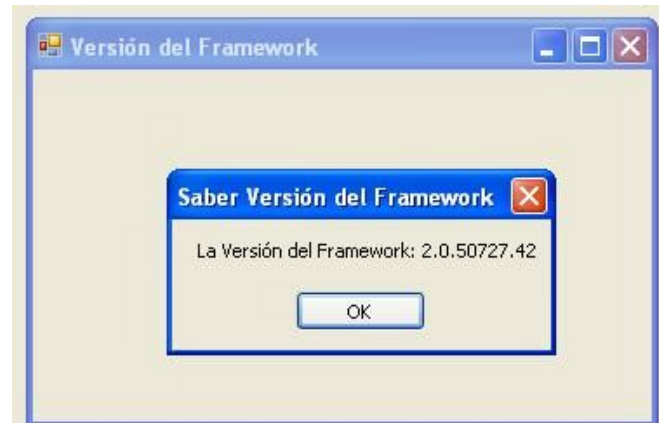 Versión del Framework
Saber Versión del Framework
La Versión del Framework: 2.0.50727.42
OK